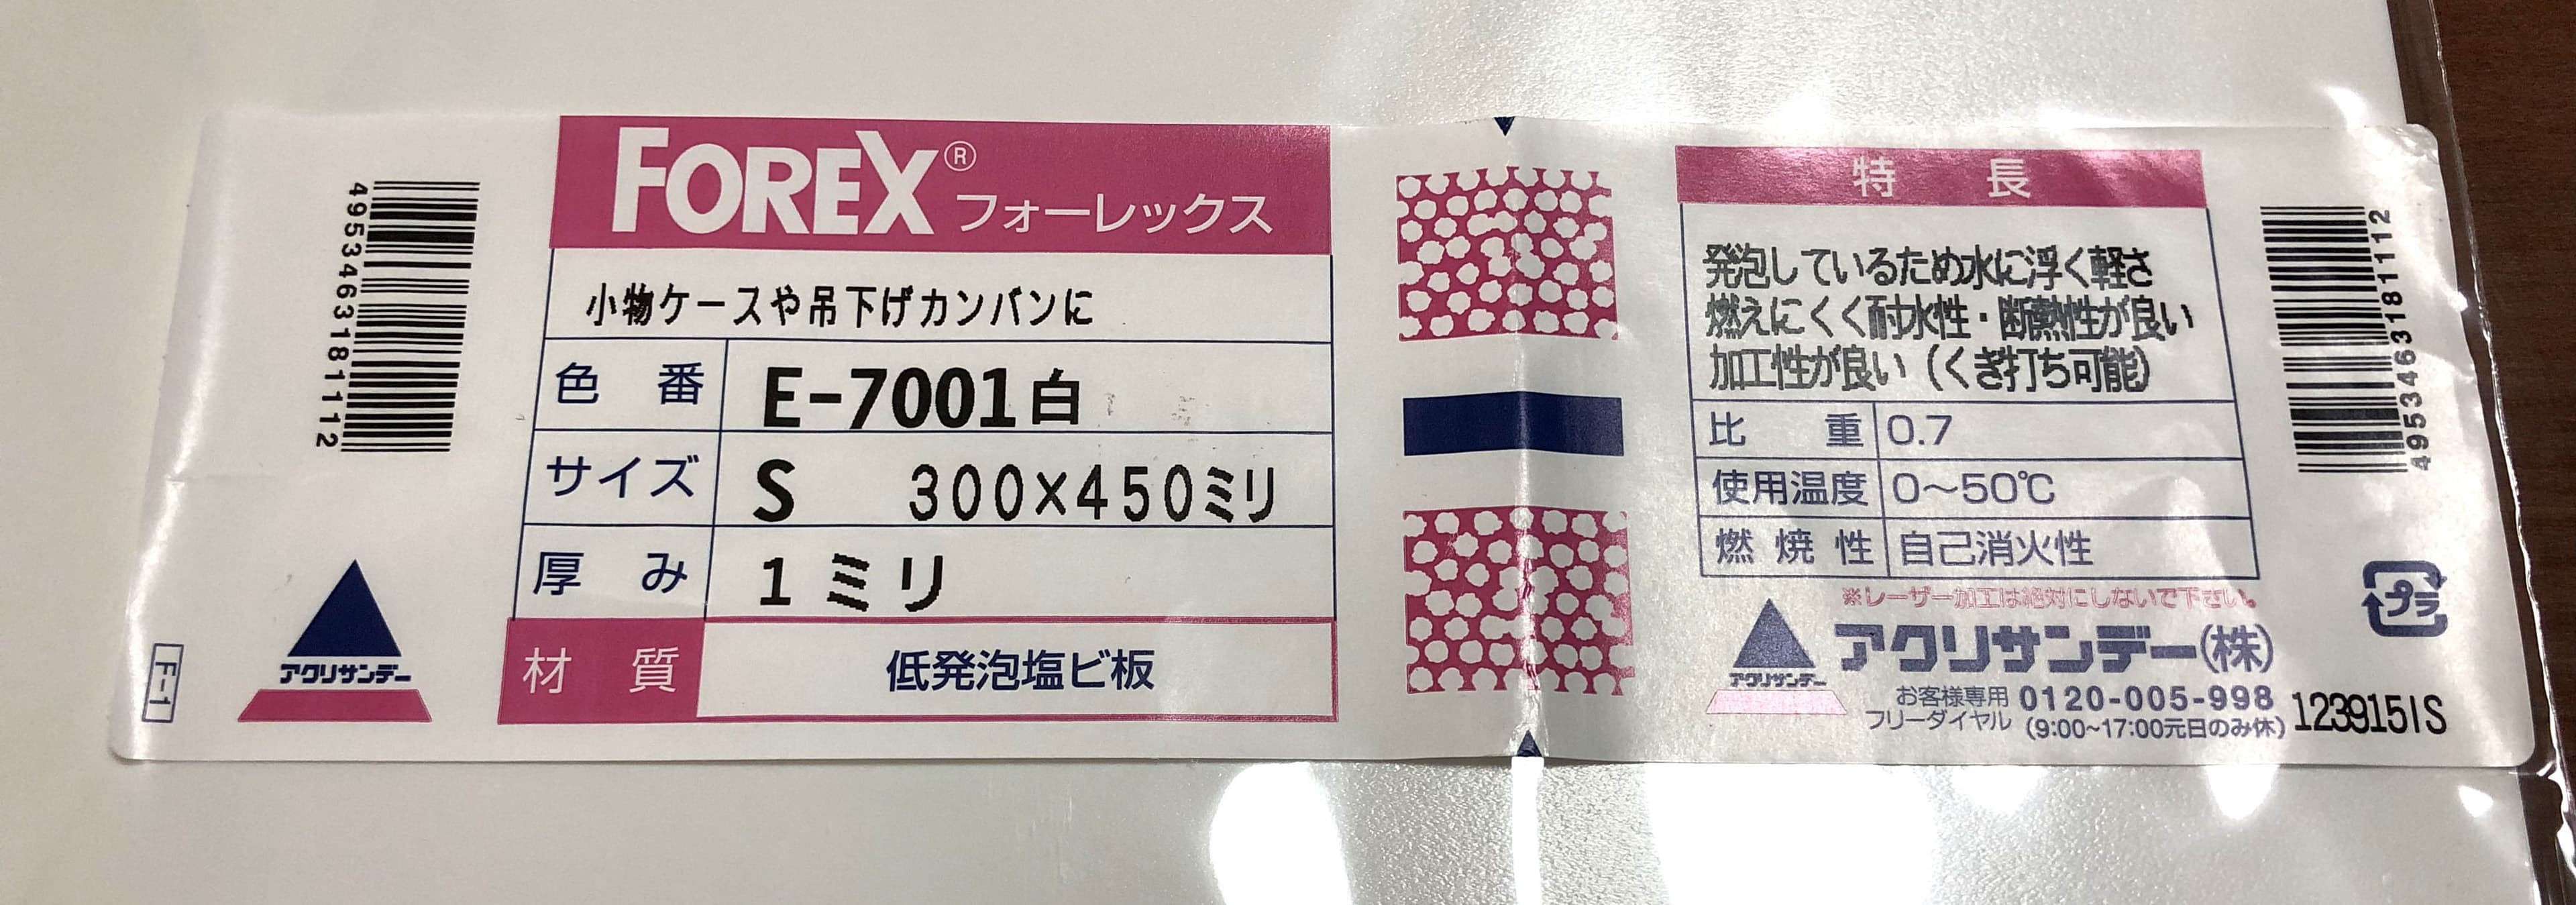 4953463181112
アクリサンデー
F-1
FOREX® フォーレックス
小物ケースや吊下げカンバンに
色番 E-7001白
サイズ S 300×450ミリ
厚み 1ミリ
材質 低発泡塩ビ板
特長
発泡しているため水に浮く軽さ
燃えにくく耐水性・断熱性が良い
加工性が良い(くぎ打ち可能)
比重 0.7
使用温度 0〜50℃
燃焼性 自己消火性
※レーザー加工は絶対にしないで下さい。
アクリサンデー
アクリサンデー(株)
お客様専用
フリーダイヤル
0120-005-998
(9:00~17:00元日のみ休)
4953463181112
プラ
1239151S